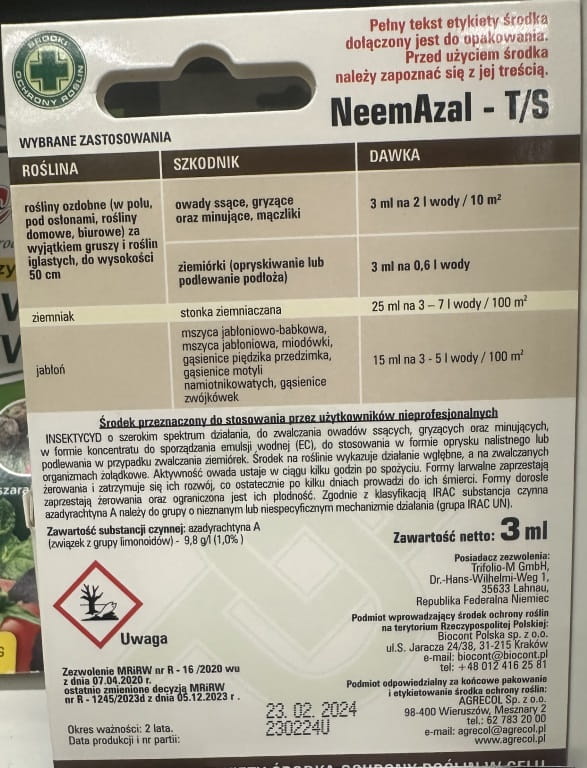 ŚRODKI
OCHRONY ROŚLIN
Pełny tekst etykiety środka
dołączony jest do opakowania.
Przed użyciem środka
należy zapoznać się z jej treścią.
NeemAzal - T/S
WYBRANE ZASTOSOWANIA
ROŚLINA SZKODNIK DAWKA
rośliny ozdobne (w polu,
pod osłonami, rośliny
domowe, biurowe) za
wyjątkiem gruszy i roślin
iglastych, do wysokości
50 cm
owady ssące, gryzące
oraz minujące, mączliki
3 ml na 2 l wody / 10 m²
ziemiórki (opryskiwanie lub
podlewanie podłoża)
3 ml na 0,6 l wody
ziemniak stonka ziemniaczana 25 ml na 3 – 7 l wody / 100 m²
jabłoń
mszyca jabłoniowo-babkowa,
mszyca jabłoniowa, miodówki,
gąsienice piędzika przedzimka,
gąsienice motyli
namiotnikowatych, gąsienice
zwójkówek
15 ml na 3 - 5 l wody / 100 m²
Środek przeznaczony do stosowania przez użytkowników nieprofesjonalnych
INSEKTYCYD o szerokim spektrum działania, do zwalczania owadów ssących, gryzących oraz minujących,
w formie koncentratu do sporządzania emulsji wodnej (EC), do stosowania w formie oprysku nalistnego lub
podlewania w przypadku zwalczania ziemiórek. Środek na roślinie wykazuje działanie wgłębne, a na zwalczanych
organizmach żołądkowe. Aktywność owada ustaje w ciągu kilku godzin po spożyciu. Formy larwalne zaprzestają
żerowania i zatrzymuje się ich rozwój, co ostatecznie po kilku dniach prowadzi do ich śmierci. Formy dorosłe
zaprzestają żerowania oraz ograniczona jest ich płodność. Zgodnie z klasyfikacją IRAC substancja czynna
azadyrachtyna A należy do grupy o nieznanym lub niespecyficznym mechanizmie działania (grupa IRAC UN).
Zawartość substancji czynnej: azadyrachtyna A
(związek z grupy limonoidów) - 9,8 g/l (1,0% )
Zawartość netto: 3 ml
Uwaga
Posiadacz zezwolenia:
Trifolio-M GmbH,
Dr.-Hans-Wilhelmi-Weg 1,
35633 Lahnau,
Republika Federalna Niemiec
Podmiot wprowadzający środek ochrony roślin
na terytorium Rzeczypospolitej Polskiej:
Biocont Polska sp. z o.o.
ul.S. Jaracza 24/38, 31-215 Kraków
e-mail: biocont@biocont.pl
tel: +48 012 416 25 81
Zezwolenie MRiRW nr R - 16 /2020 wu
z dnia 07.04.2020 r.
ostatnio zmienione decyzją MRiRW
nr R - 1245/2023d z dnia 05.12.2023 r .
Podmiot odpowiedzialny za końcowe pakowanie
i etykietowanie środka ochrony roślin:
AGRECOL Sp. z o.o.
98-400 Wieruszów, Mesznary 2
tel.: 62 783 20 00
e-mail: agrecol@agrecol.pl
www.agrecol.pl
Okres ważności: 2 lata.
Data produkcji i nr partii:
23. 02. 2024
230224U